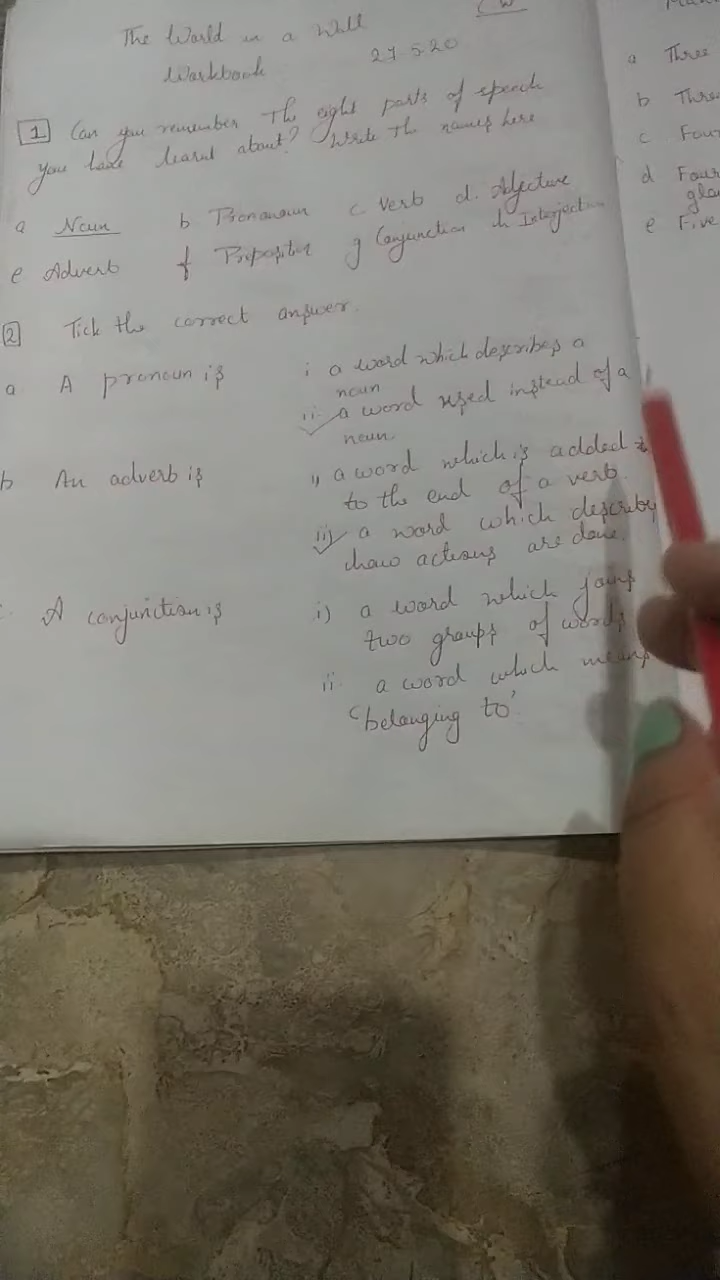 C W
The World in a Wall
Workbook 27-5-20
1 Can you remember The eight parts of speech
you have learnt about? Write the names here
a Noun b Pronoun c Verb d. Adjective
e Adverb f Preposition g Conjunction h Interjection
2 Tick the correct answer.
a A pronoun is i a word which describes a
noun
ii a word used instead of a
noun
b An adverb is i) a word which is added
to the end of a verb.
ii) a word which describes
how actions are done.
A conjunction is i) a word which joins
two groups of words
ii a word which means
'belonging to'
a Three
b Three
c Four
d Four
e Five